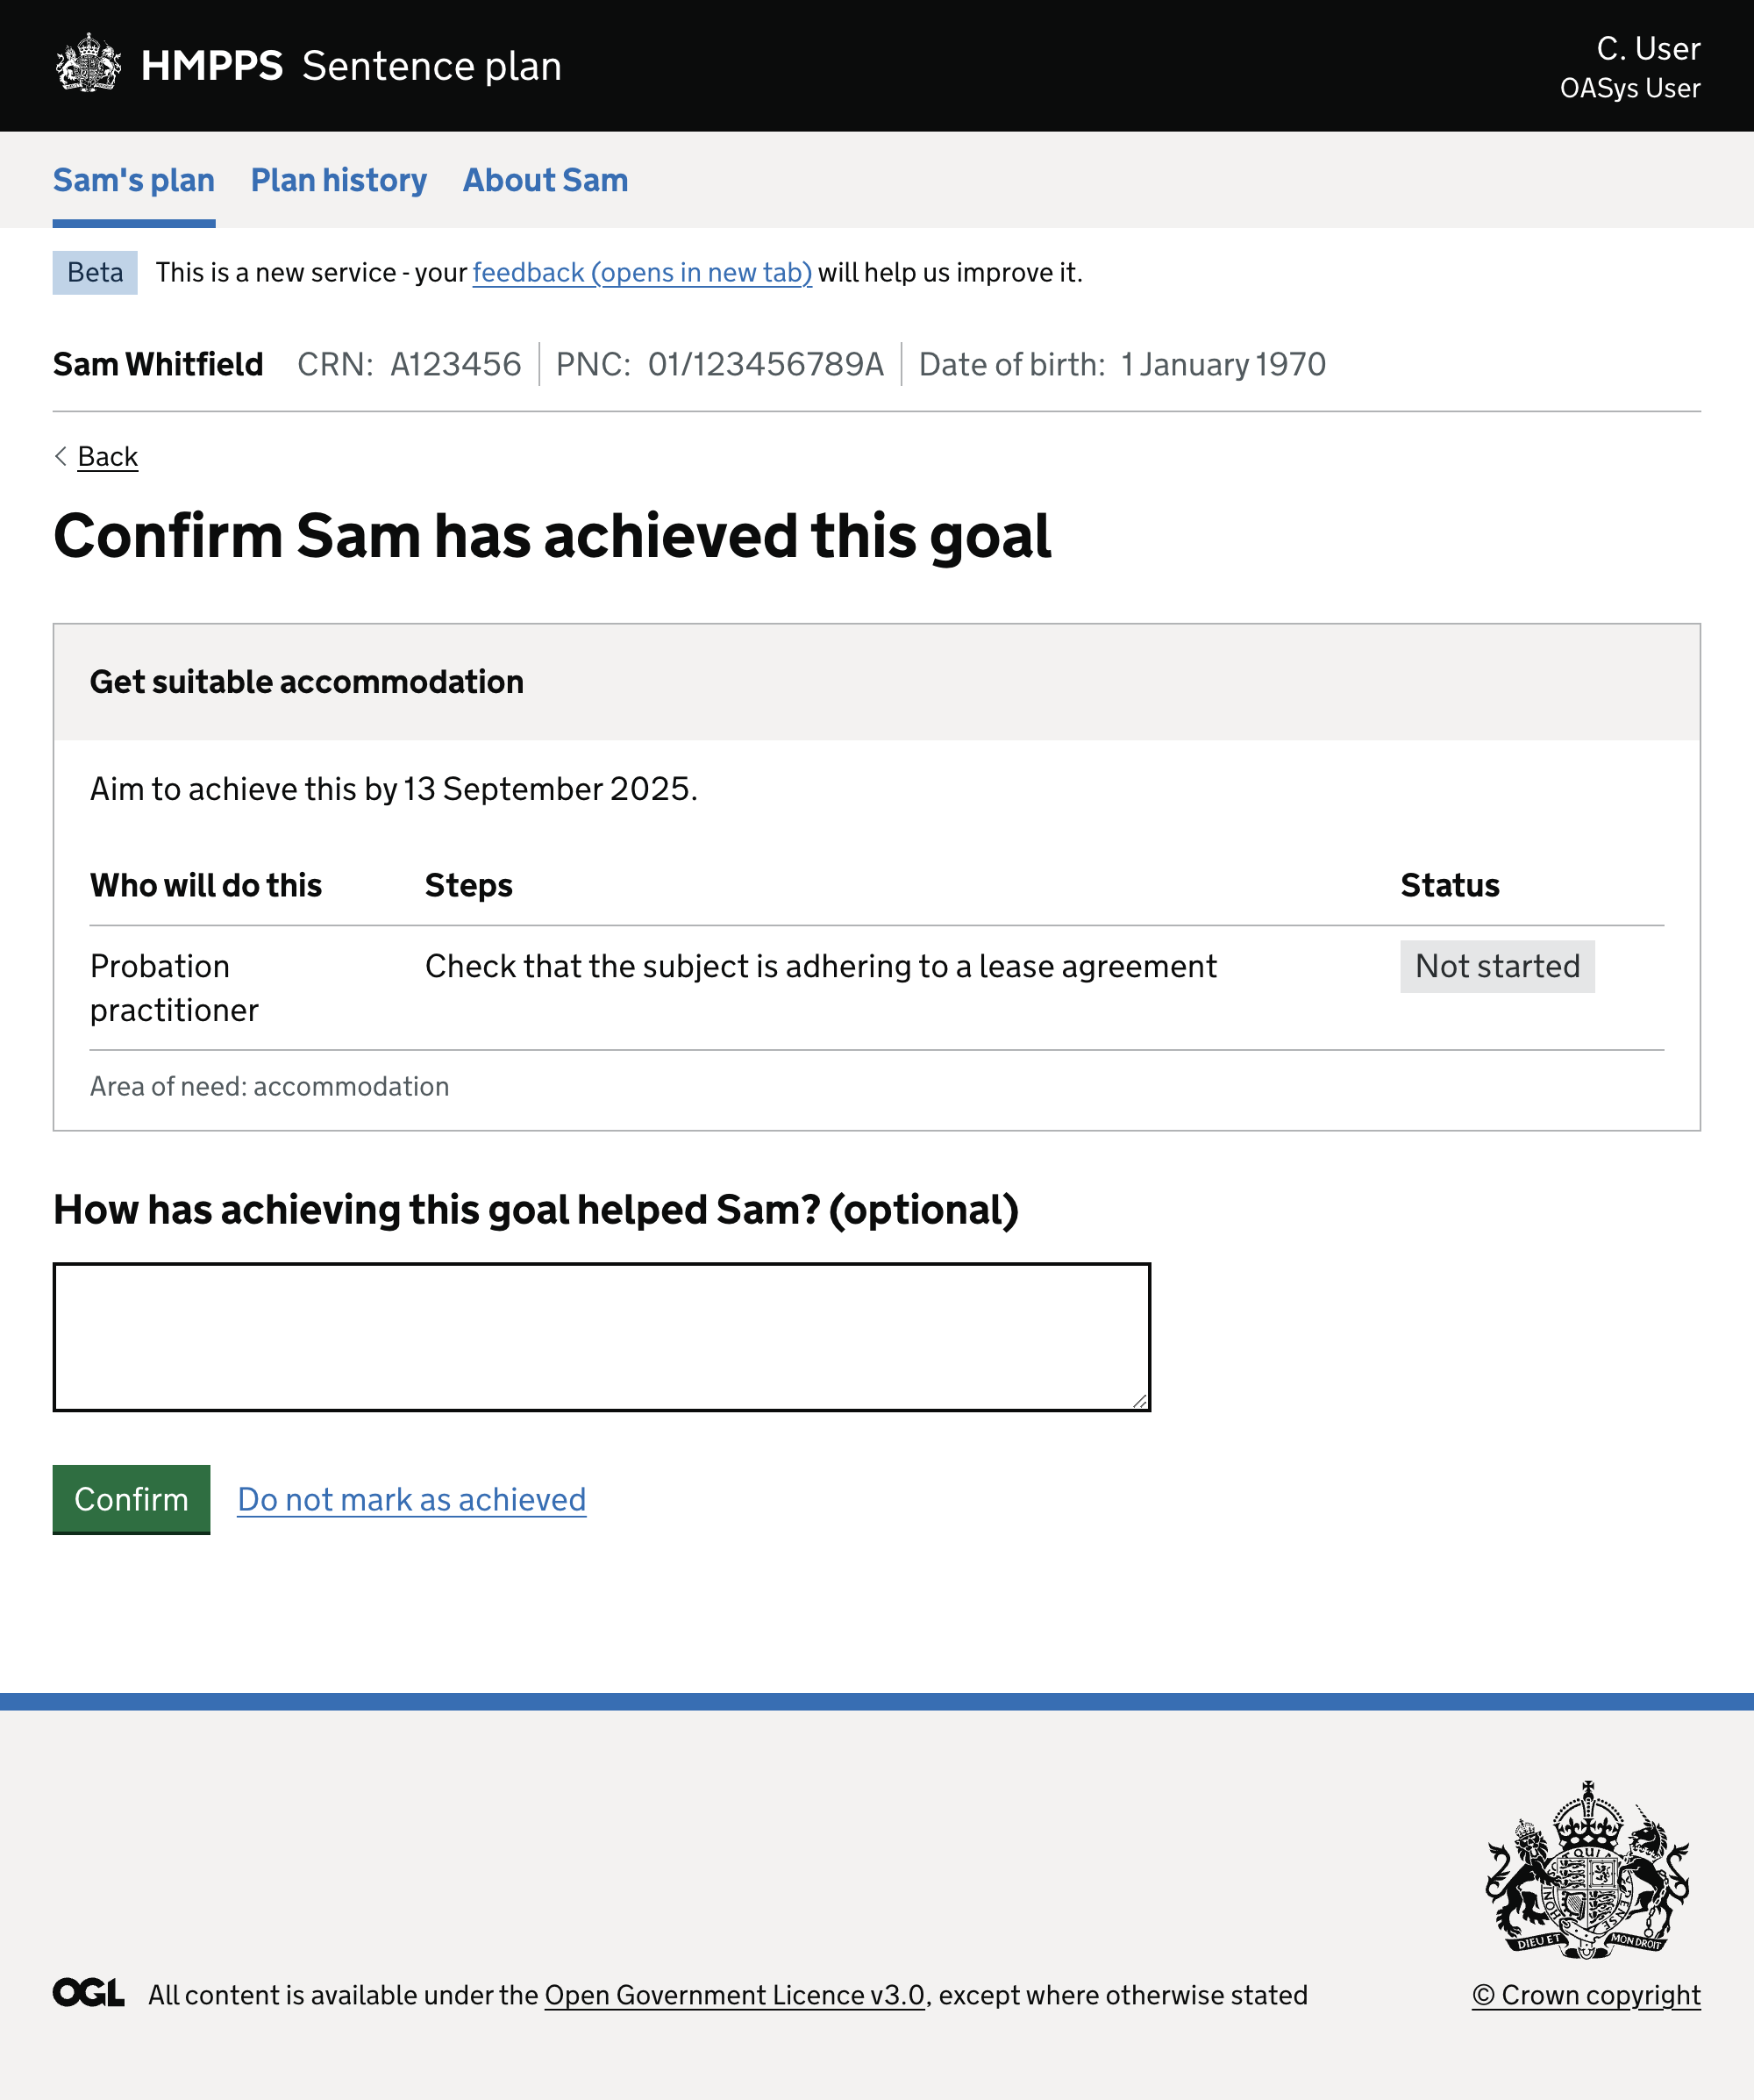 HMPPS Sentence plan
C. User
OASys User
Sam's plan Plan history About Sam
Beta This is a new service - your feedback (opens in new tab) will help us improve it.
Sam Whitfield CRN: A123456 PNC: 01/123456789A Date of birth: 1 January 1970
Back
Confirm Sam has achieved this goal
Get suitable accommodation
Aim to achieve this by 13 September 2025.
Who will do this Steps Status
Probation practitioner Check that the subject is adhering to a lease agreement Not started
Area of need: accommodation
How has achieving this goal helped Sam? (optional)
Confirm Do not mark as achieved
DIEU ET MON DROIT
OGL All content is available under the Open Government Licence v3.0, except where otherwise stated
© Crown copyright